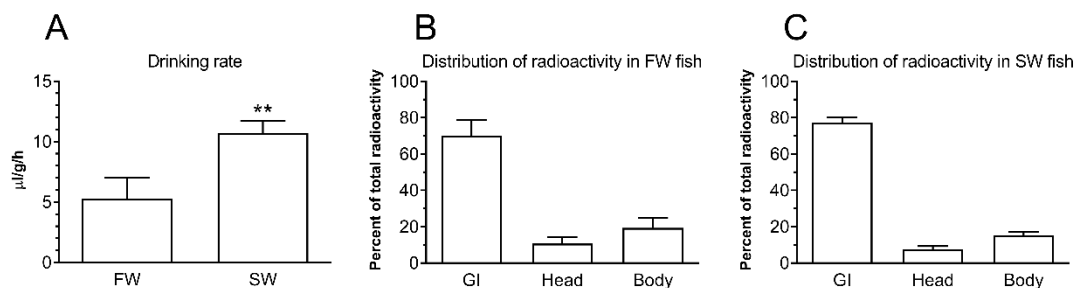 A
Drinking rate
µl/g/h
15
10
5
0
**
FW
SW
B
Distribution of radioactivity in FW fish
Percent of total radioactivity
100
80
60
40
20
0
GI
Head
Body
C
Distribution of radioactivity in SW fish
Percent of total radioactivity
100
80
60
40
20
0
GI
Head
Body